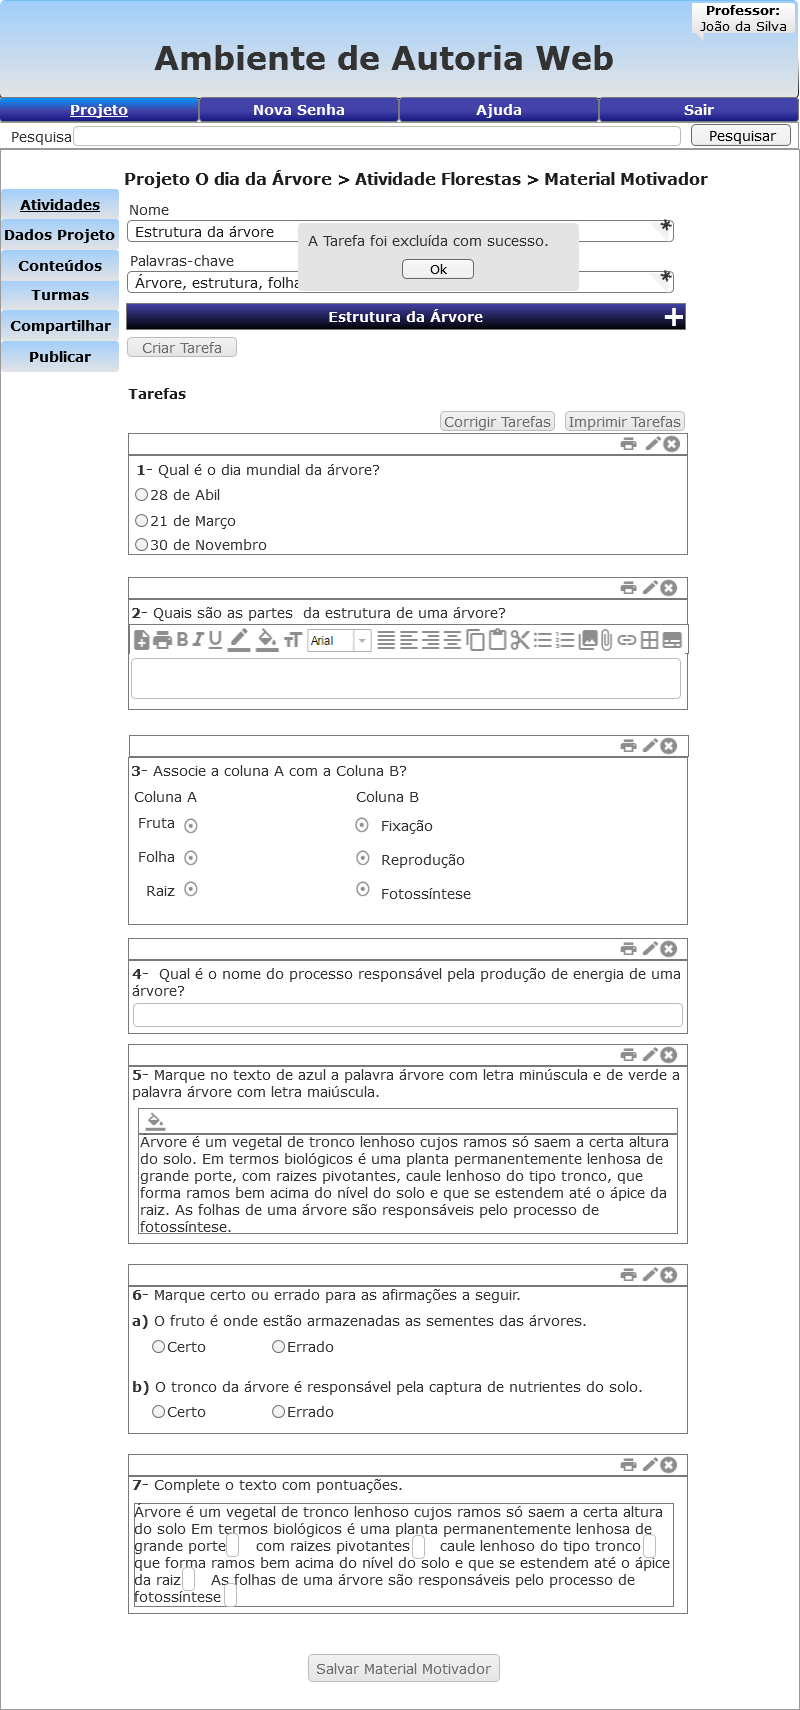 Professor:
João da Silva
Ambiente de Autoria Web
Projeto
Nova Senha
Ajuda
Sair
Pesquisa
Pesquisar
Projeto O dia da Árvore > Atividade Florestas > Material Motivador
Atividades
Dados Projeto
Conteúdos
Turmas
Compartilhar
Publicar
Nome
Estrutura da árvore
*
A Tarefa foi excluída com sucesso.
Ok
Palavras-chave
Árvore, estrutura, folha
*
Estrutura da Árvore
Criar Tarefa
Tarefas
Corrigir Tarefas
Imprimir Tarefas
1- Qual é o dia mundial da árvore?
28 de Abil
21 de Março
30 de Novembro
2- Quais são as partes  da estrutura de uma árvore?
B I U
Arial
3- Associe a coluna A com a Coluna B?
Coluna A
Coluna B
Fruta
Fixação
Folha
Reprodução
Raiz
Fotossíntese
4-  Qual é o nome do processo responsável pela produção de energia de uma
árvore?
5- Marque no texto de azul a palavra árvore com letra minúscula e de verde a
palavra árvore com letra maiúscula.
Árvore é um vegetal de tronco lenhoso cujos ramos só saem a certa altura
do solo. Em termos biológicos é uma planta permanentemente lenhosa de
grande porte, com raizes pivotantes, caule lenhoso do tipo tronco, que
forma ramos bem acima do nível do solo e que se estendem até o ápice da
raiz. As folhas de uma árvore são responsáveis pelo processo de
fotossíntese.
6- Marque certo ou errado para as afirmações a seguir.
a) O fruto é onde estão armazenadas as sementes das árvores.
Certo
Errado
b) O tronco da árvore é responsável pela captura de nutrientes do solo.
Certo
Errado
7- Complete o texto com pontuações.
Árvore é um vegetal de tronco lenhoso cujos ramos só saem a certa altura
do solo Em termos biológicos é uma planta permanentemente lenhosa de
grande porte com raizes pivotantes caule lenhoso do tipo tronco
que forma ramos bem acima do nível do solo e que se estendem até o ápice
da raiz As folhas de uma árvore são responsáveis pelo processo de
fotossíntese
Salvar Material Motivador